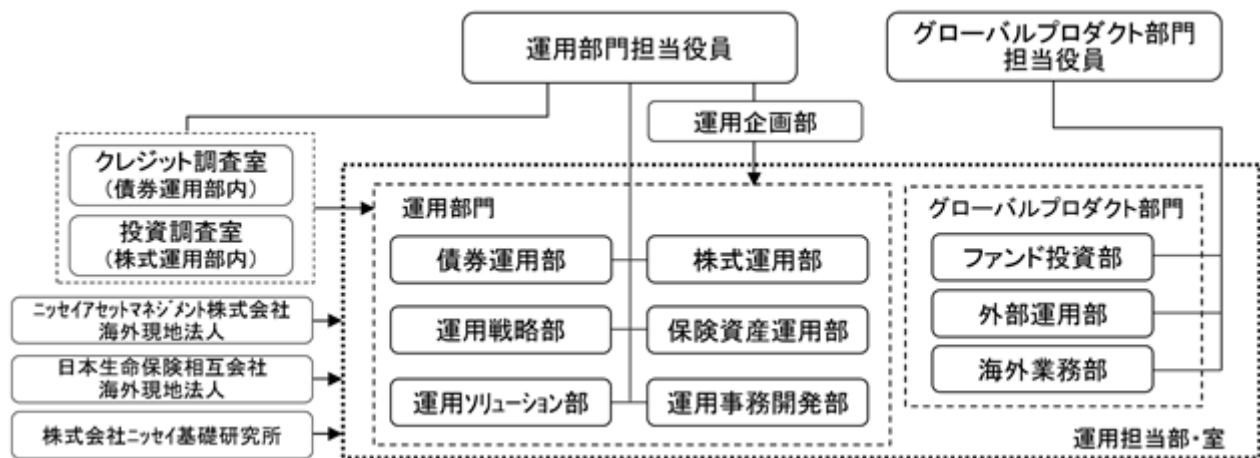 運用部門担当役員
グローバルプロダクト部門
担当役員
運用企画部
クレジット調査室
(債券運用部内)
投資調査室
(株式運用部内)
運用部門
債券運用部
株式運用部
運用戦略部
保険資産運用部
運用ソリューション部
運用事務開発部
グローバルプロダクト部門
ファンド投資部
外部運用部
海外業務部
ニッセイアセットマネジメント株式会社
海外現地法人
日本生命保険相互会社
海外現地法人
株式会社ニッセイ基礎研究所
運用担当部・室